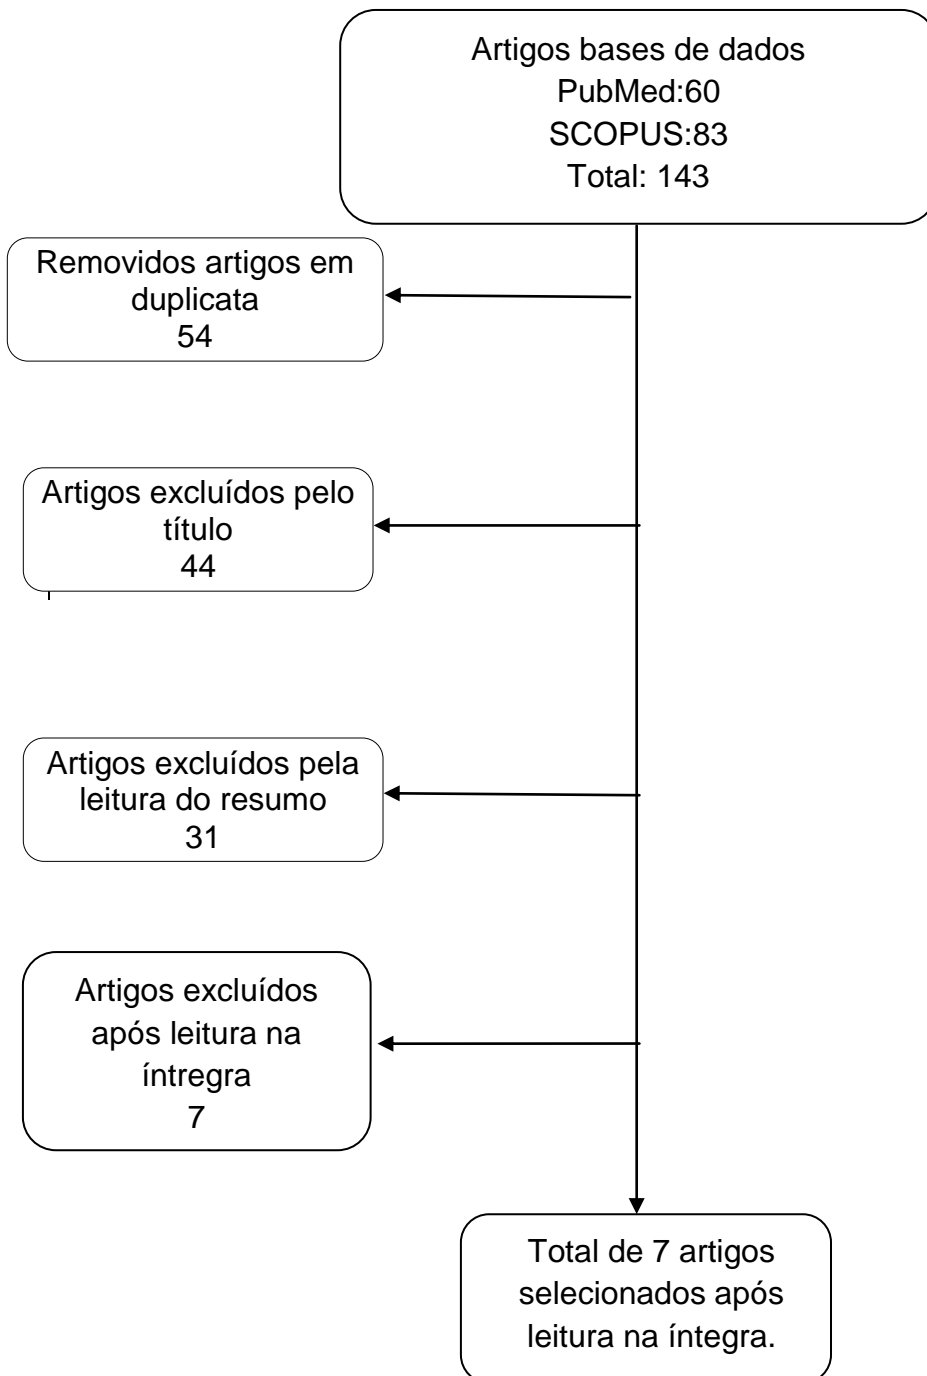 Artigos bases de dados
PubMed:60
SCOPUS:83
Total: 143
Removidos artigos em
duplicata
54
Artigos excluídos pelo
título
44
Artigos excluídos pela
leitura do resumo
31
Artigos excluídos
após leitura na
íntregra
7
Total de 7 artigos
selecionados após
leitura na íntegra.